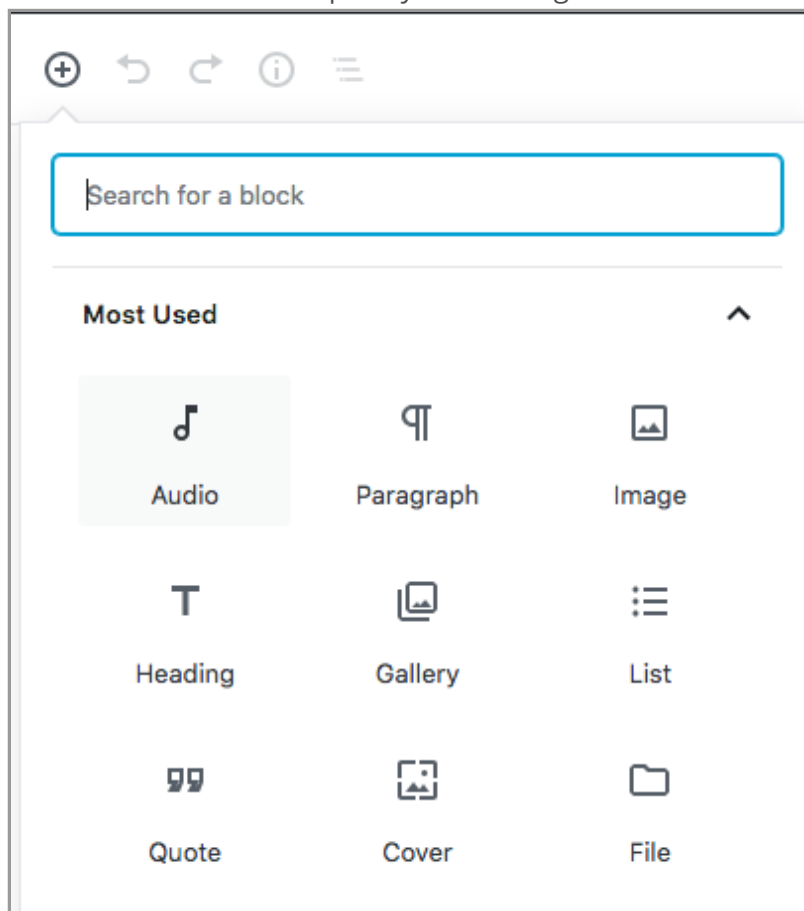 Search for a block
Most Used
Audio Paragraph Image
Heading Gallery List
Quote Cover File